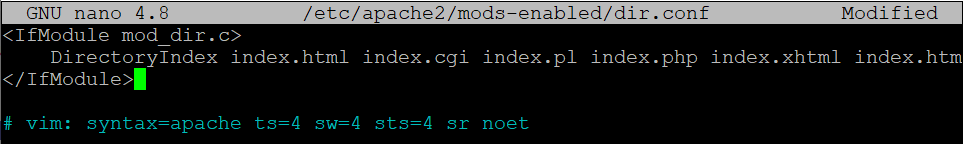 GNU nano 4.8 /etc/apache2/mods-enabled/dir.conf Modified
<IfModule mod_dir.c>
DirectoryIndex index.html index.cgi index.pl index.php index.xhtml index.htm
</IfModule>
# vim: syntax=apache ts=4 sw=4 sts=4 sr noet